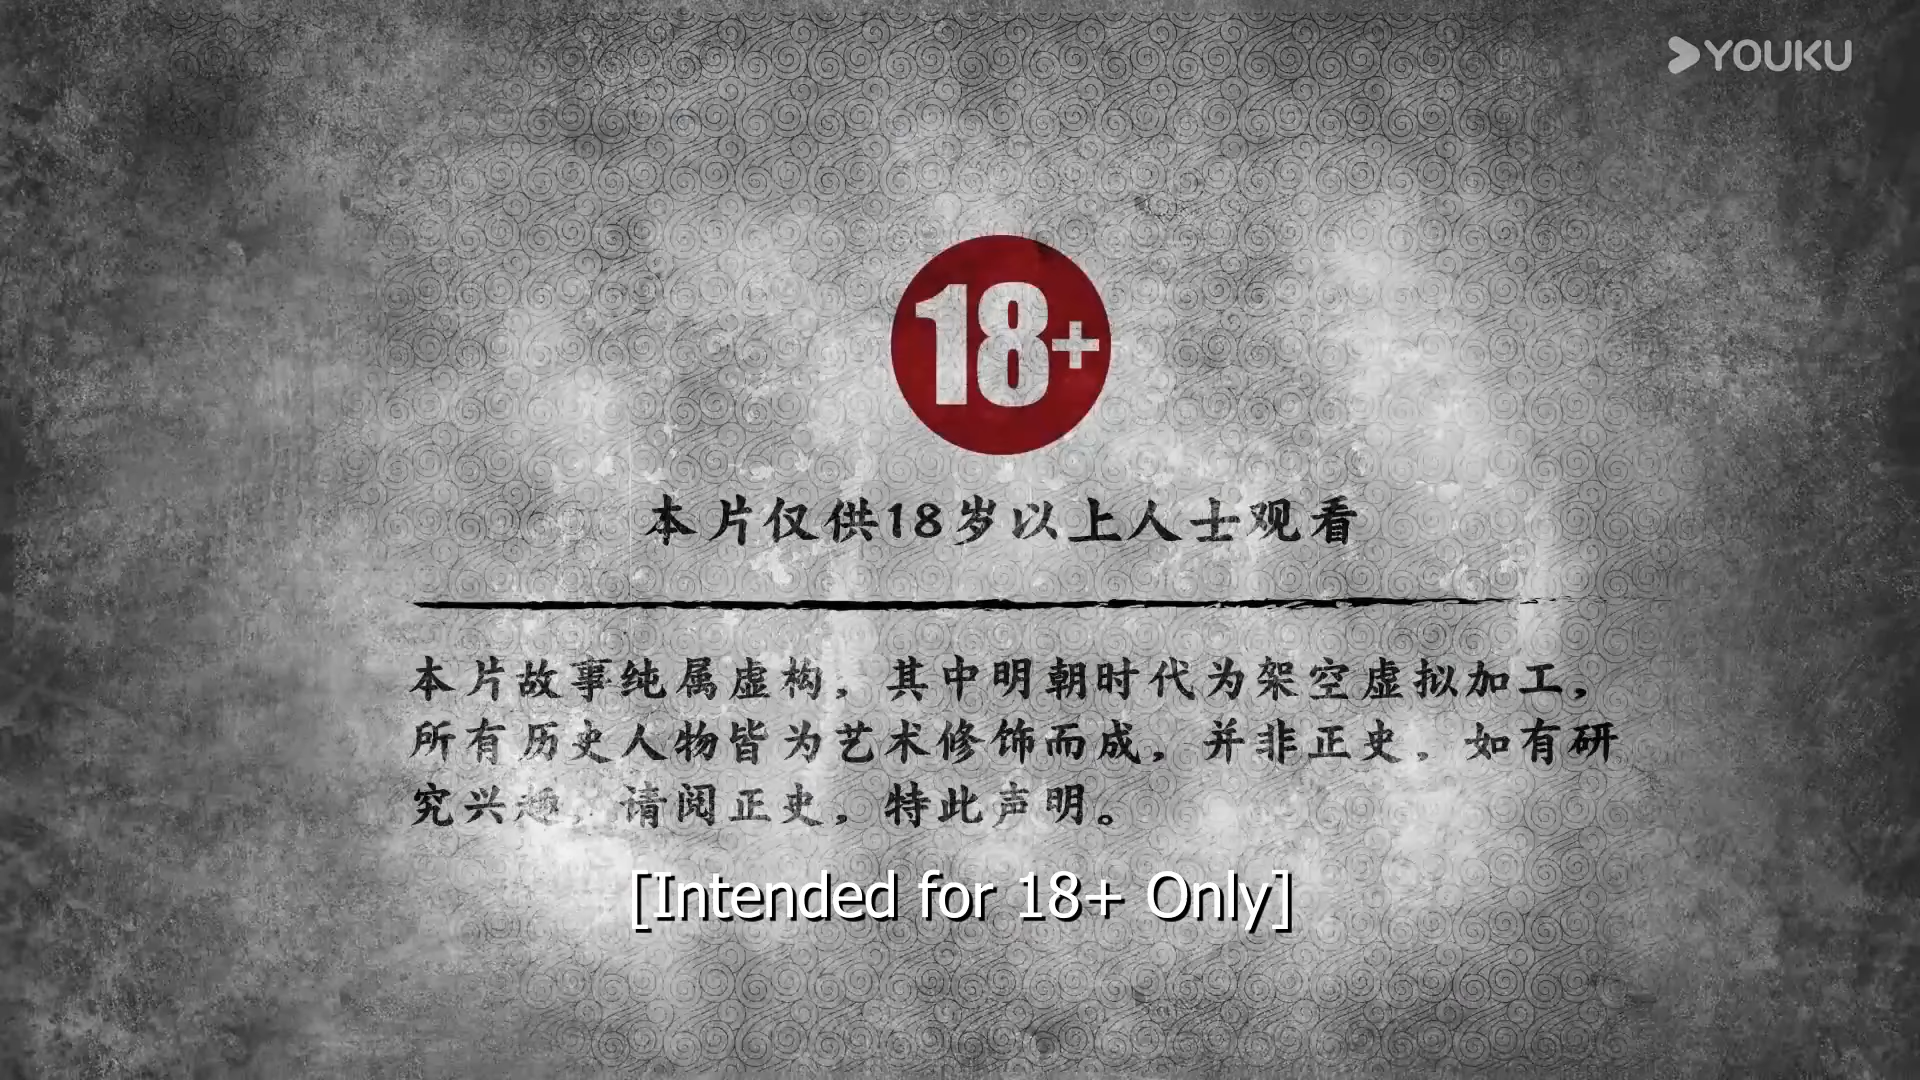 YOUKU
18+
本片仅供18岁以上人士观看
本片故事纯属虚构，其中明朝时代为架空虚拟加工，
所有历史人物皆为艺术修饰而成，并非正史，如有研
究兴趣，请阅正史，特此声明。
[Intended for 18+ Only]